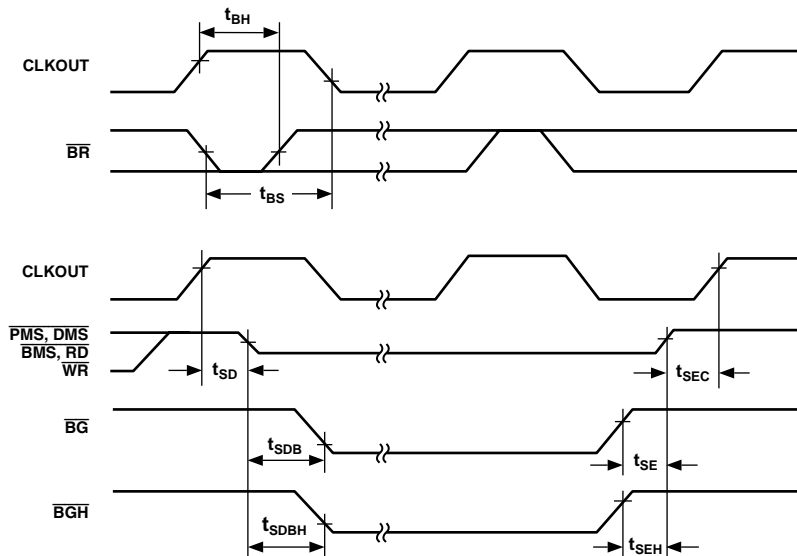 tBH
CLKOUT
BR
tBS
CLKOUT
PMS, DMS
BMS, RD
WR
tSD
tSEC
BG
tSDB
tSE
BGH
tSDBH
tSEH